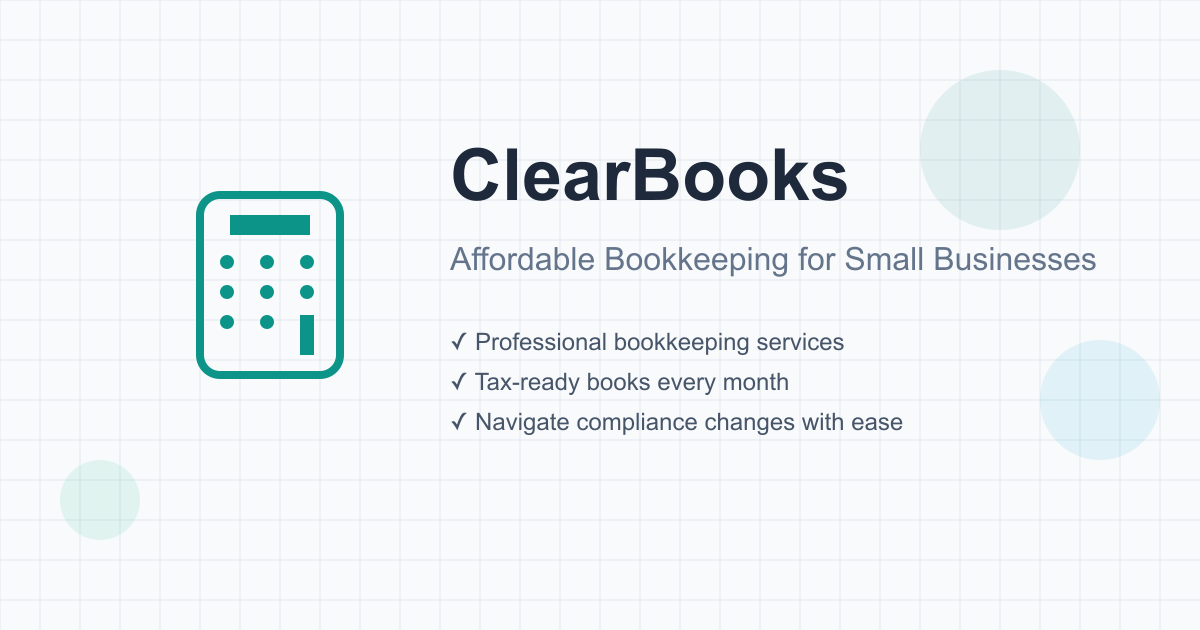 ClearBooks
Affordable Bookkeeping for Small Businesses
✓ Professional bookkeeping services
✓ Tax-ready books every month
✓ Navigate compliance changes with ease